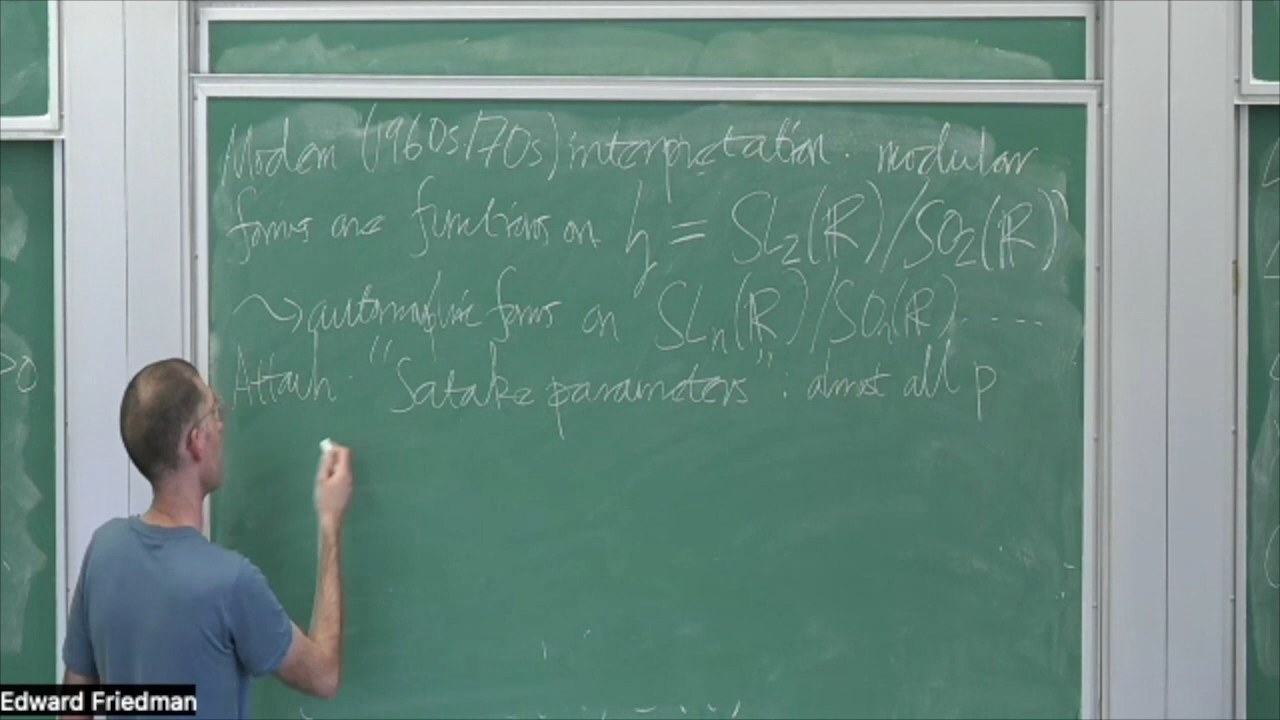 Modern (1960s/70s) interpretation: modular
forms are functions on h = SL₂(ℝ)/SO₂(ℝ)
⇝ automorphic forms on SLₙ(ℝ)/SOₙ(ℝ).....
Attach "Satake parameters": almost all p
>0
Edward Friedman